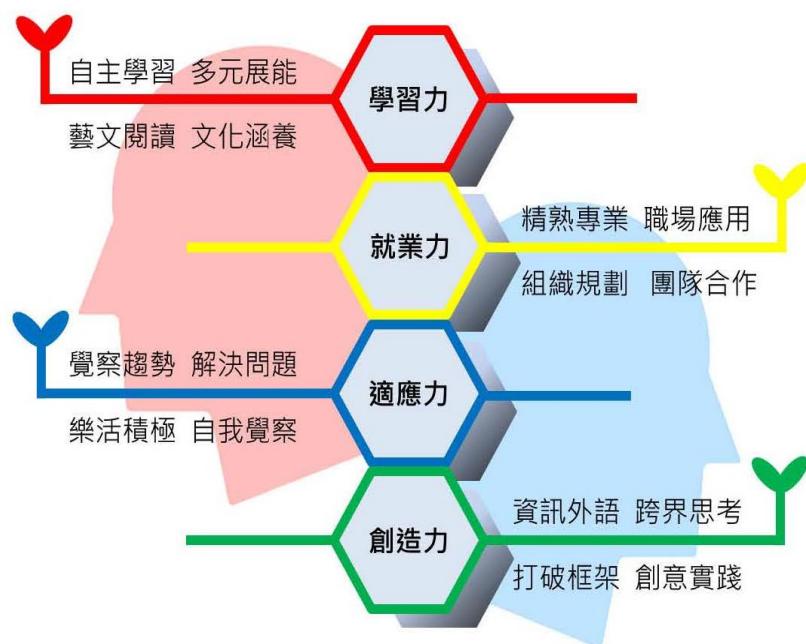 學習力
自主學習 多元展能
藝文閱讀 文化涵養
就業力
精熟專業 職場應用
組織規劃 團隊合作
適應力
覺察趨勢 解決問題
樂活積極 自我覺察
創造力
資訊外語 跨界思考
打破框架 創意實踐